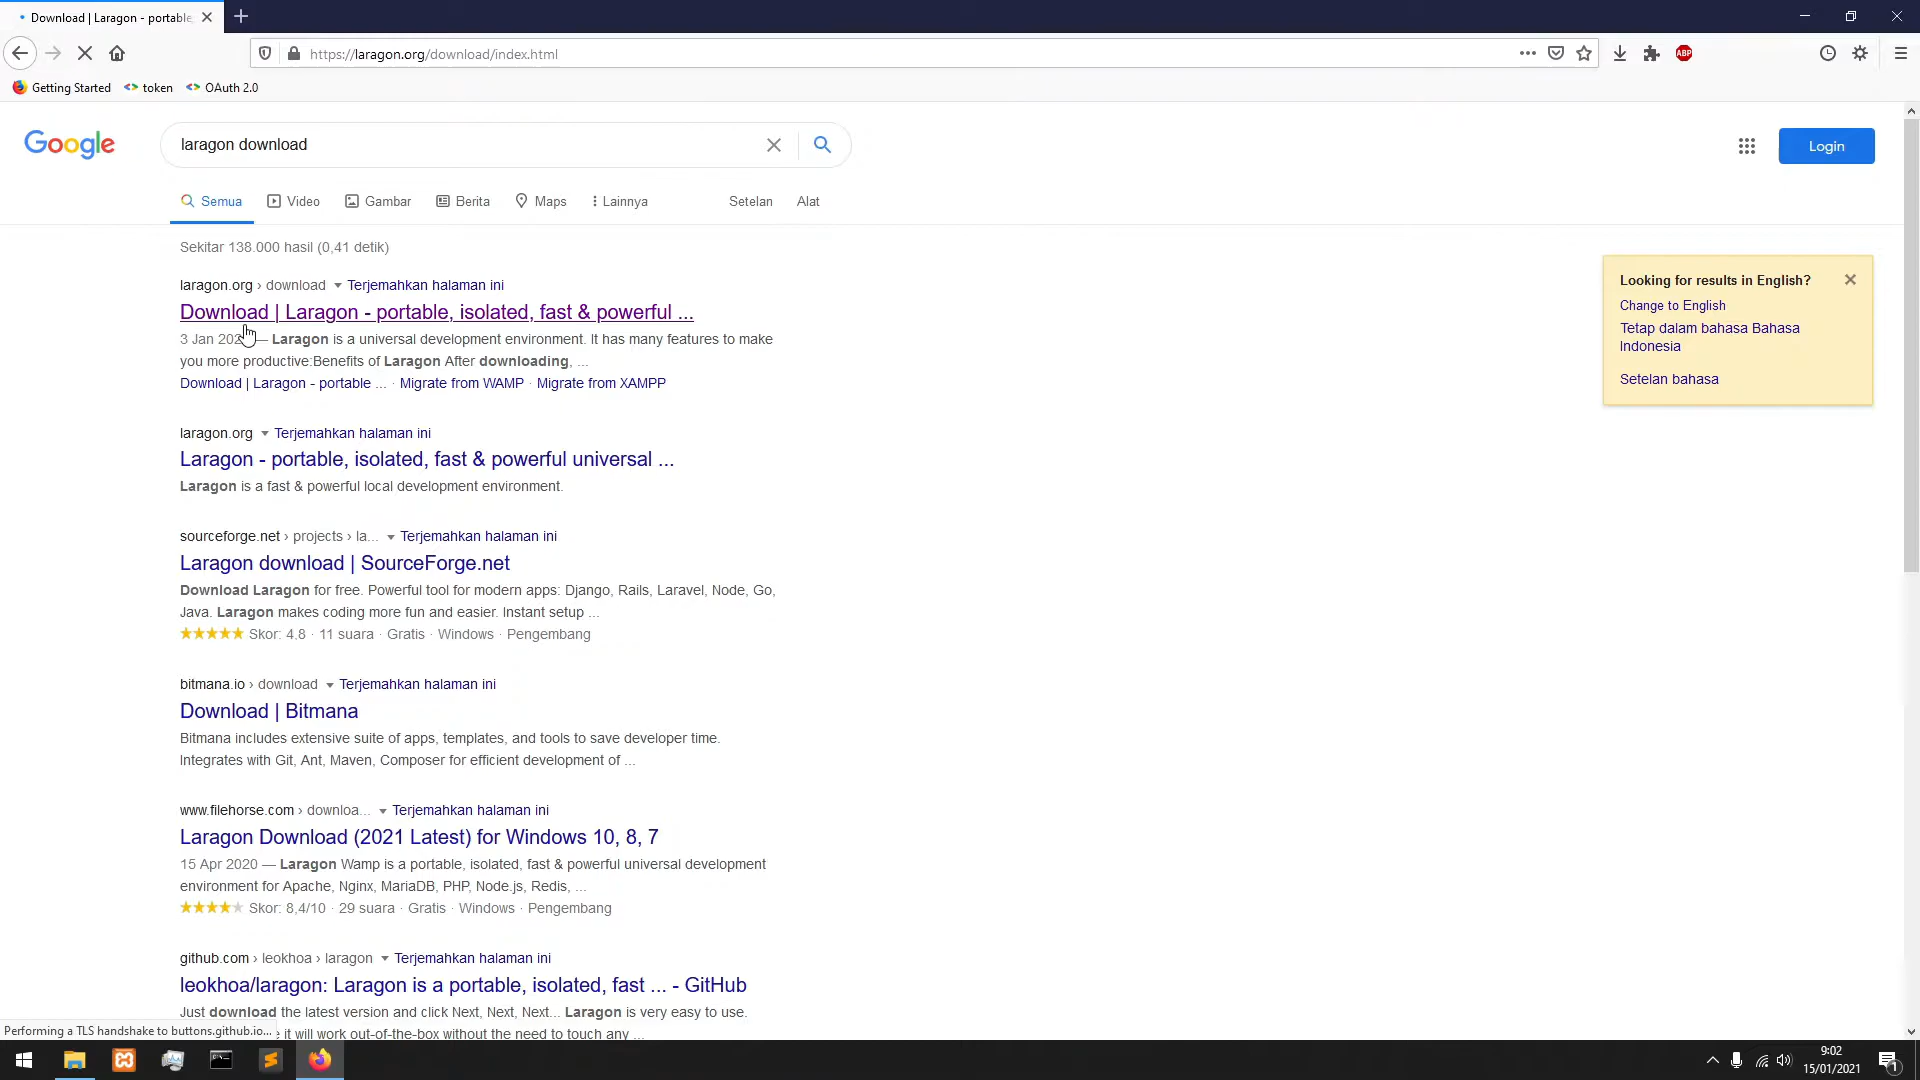 Download | Laragon - portable,
https://laragon.org/download/index.html
ABP
Getting Started
token
OAuth 2.0
Google
laragon download
Login
Semua
Video
Gambar
Berita
Maps
Lainnya
Setelan
Alat
Sekitar 138.000 hasil (0,41 detik)
laragon.org › download Terjemahkan halaman ini
Download | Laragon - portable, isolated, fast & powerful ...
3 Jan — Laragon is a universal development environment. It has many features to make
you more productive:Benefits of Laragon After downloading, ...
Download | Laragon - portable ... · Migrate from WAMP · Migrate from XAMPP
laragon.org Terjemahkan halaman ini
Laragon - portable, isolated, fast & powerful universal ...
Laragon is a fast & powerful local development environment.
sourceforge.net › projects › la... Terjemahkan halaman ini
Laragon download | SourceForge.net
Download Laragon for free. Powerful tool for modern apps: Django, Rails, Laravel, Node, Go,
Java. Laragon makes coding more fun and easier. Instant setup ...
Skor: 4,8 · 11 suara · Gratis · Windows · Pengembang
bitmana.io › download Terjemahkan halaman ini
Download | Bitmana
Bitmana includes extensive suite of apps, templates, and tools to save developer time.
Integrates with Git, Ant, Maven, Composer for efficient development of ...
www.filehorse.com › downloa... Terjemahkan halaman ini
Laragon Download (2021 Latest) for Windows 10, 8, 7
15 Apr 2020 — Laragon Wamp is a portable, isolated, fast & powerful universal development
environment for Apache, Nginx, MariaDB, PHP, Node.js, Redis, ...
Skor: 8,4/10 · 29 suara · Gratis · Windows · Pengembang
github.com › leokhoa › laragon Terjemahkan halaman ini
leokhoa/laragon: Laragon is a portable, isolated, fast ... - GitHub
Just download the latest version and click Next, Next, Next... Laragon is very easy to use.
it will work out-of-the-box without the need to touch any ...
Looking for results in English?
Change to English
Tetap dalam bahasa Bahasa
Indonesia
Setelan bahasa
Performing a TLS handshake to buttons.github.io...
9:02
15/01/2021
1